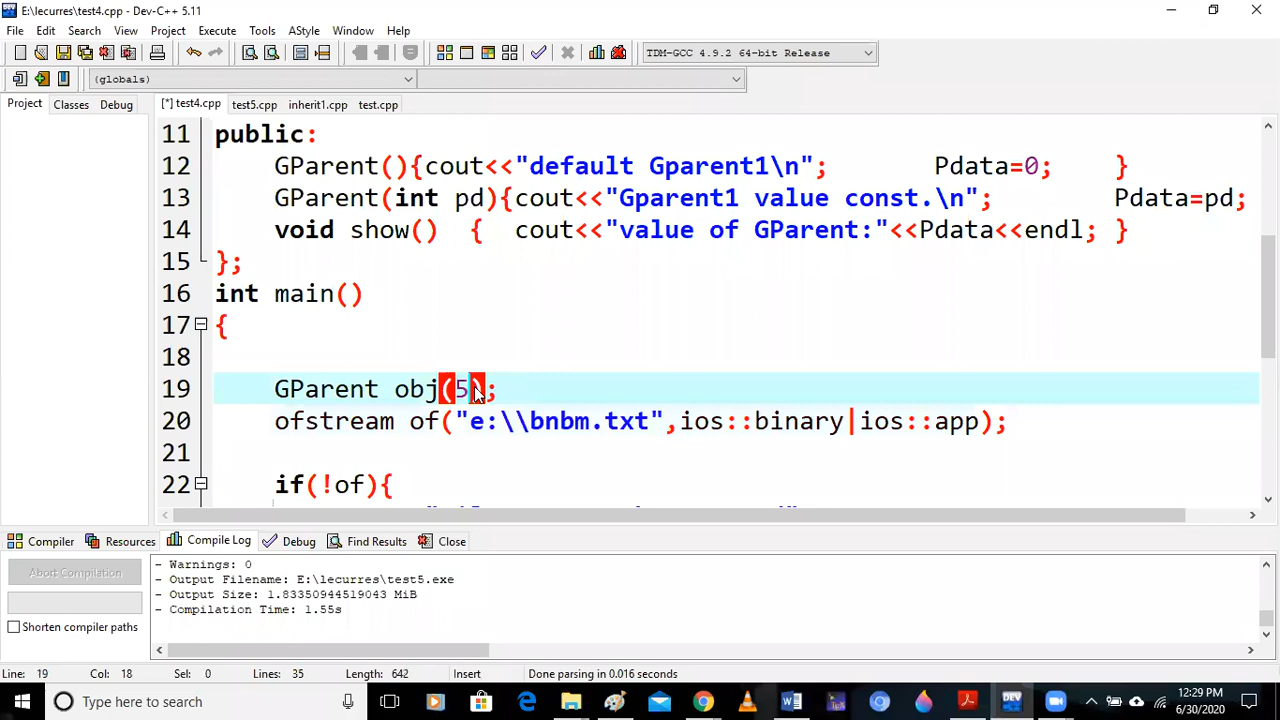 E:\lecurres\test4.cpp - Dev-C++ 5.11
File Edit Search View Project Execute Tools AStyle Window Help
TDM-GCC 4.9.2 64-bit Release
(globals)
Project Classes Debug
[*] test4.cpp test5.cpp inherit1.cpp test.cpp
11 public:
12 GParent(){cout<<"default Gparent1\n"; Pdata=0; }
13 GParent(int pd){cout<<"Gparent1 value const.\n"; Pdata=pd;
14 void show() { cout<<"value of GParent:"<<Pdata<<endl; }
15 };
16 int main()
17 {
18
19 GParent obj(5);
20 ofstream of("e:\\bnbm.txt",ios::binary|ios::app);
21
22 if(!of){
Compiler Resources Compile Log Debug Find Results Close
Abort Compilation
Shorten compiler paths
- Warnings: 0
- Output Filename: E:\lecurres\test5.exe
- Output Size: 1.83350944519043 MiB
- Compilation Time: 1.55s
Line: 19 Col: 18 Sel: 0 Lines: 35 Length: 642 Insert Done parsing in 0.016 seconds
Type here to search
DEV
12:29 PM
6/30/2020